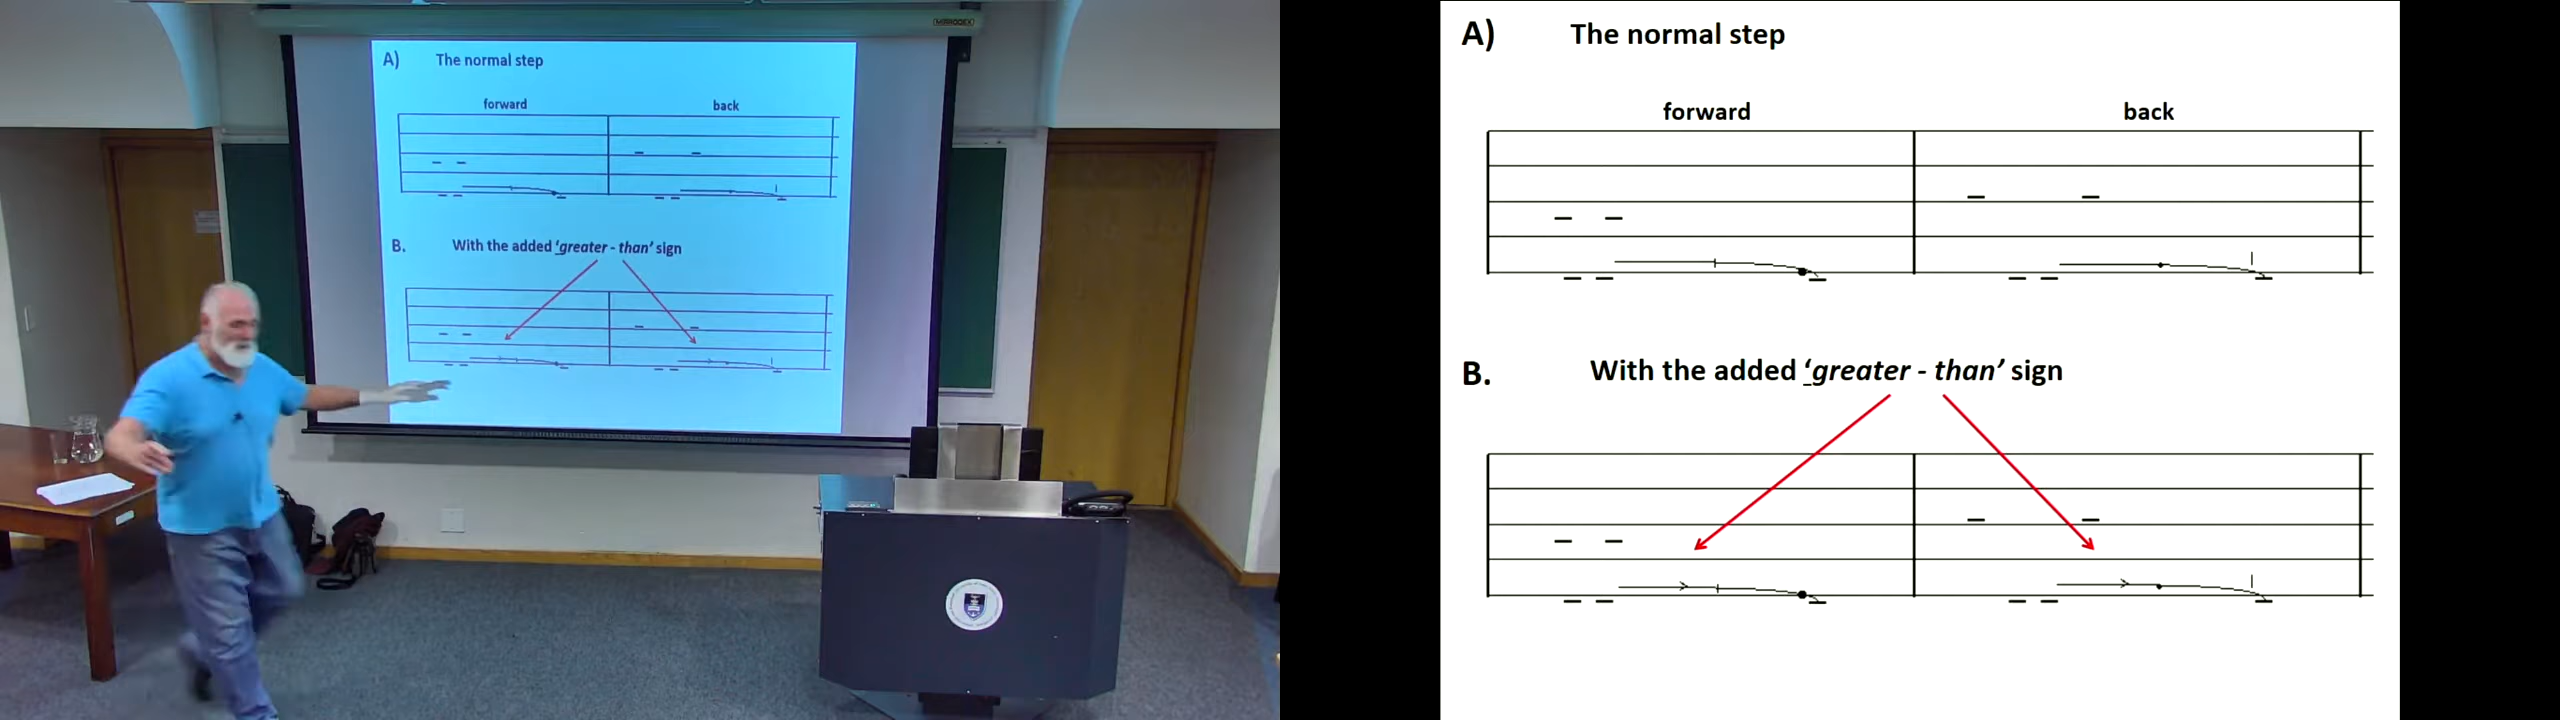 A) The normal step
forward back
B. With the added ‘greater - than’ sign
A) The normal step
forward back
B. With the added ‘greater - than’ sign